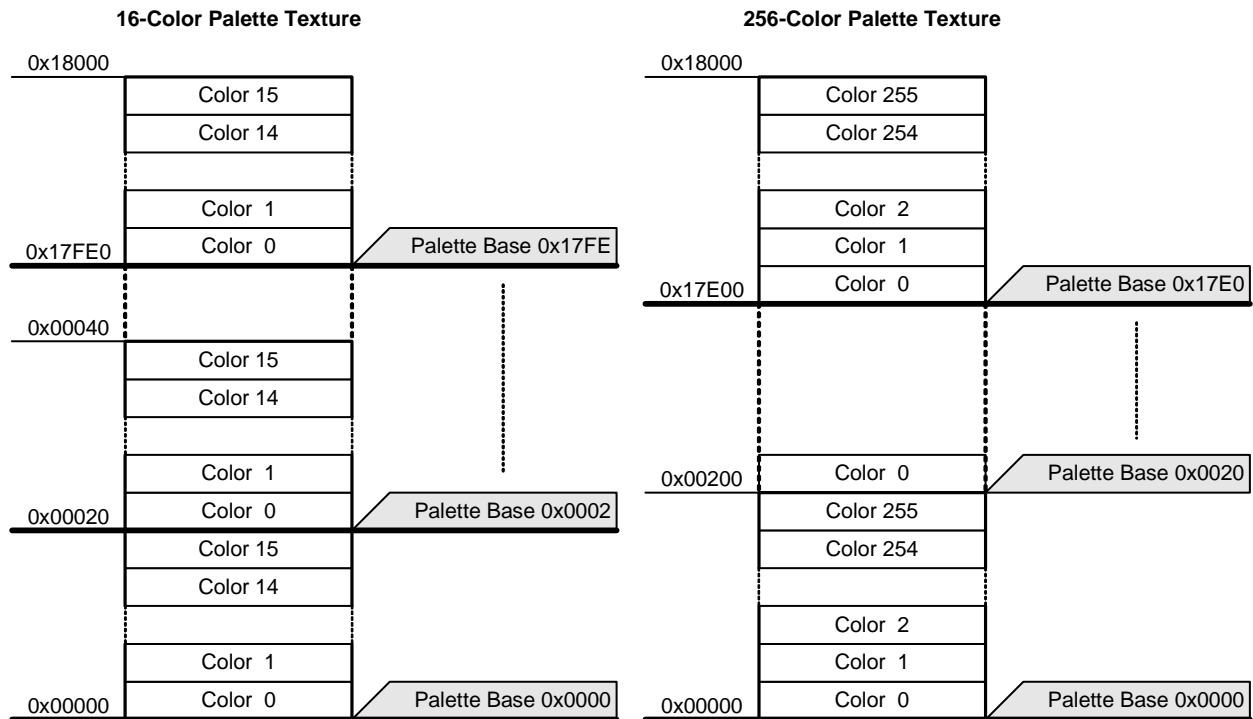 16-Color Palette Texture
0x18000
Color 15
Color 14
Color 1
0x17FE0
Color 0
Palette Base 0x17FE
0x00040
Color 15
Color 14
Color 1
0x00020
Color 0
Palette Base 0x0002
Color 15
Color 14
Color 1
0x00000
Color 0
Palette Base 0x0000
256-Color Palette Texture
0x18000
Color 255
Color 254
Color 2
Color 1
0x17E00
Color 0
Palette Base 0x17E0
0x00200
Color 0
Palette Base 0x0020
Color 255
Color 254
Color 2
Color 1
0x00000
Color 0
Palette Base 0x0000